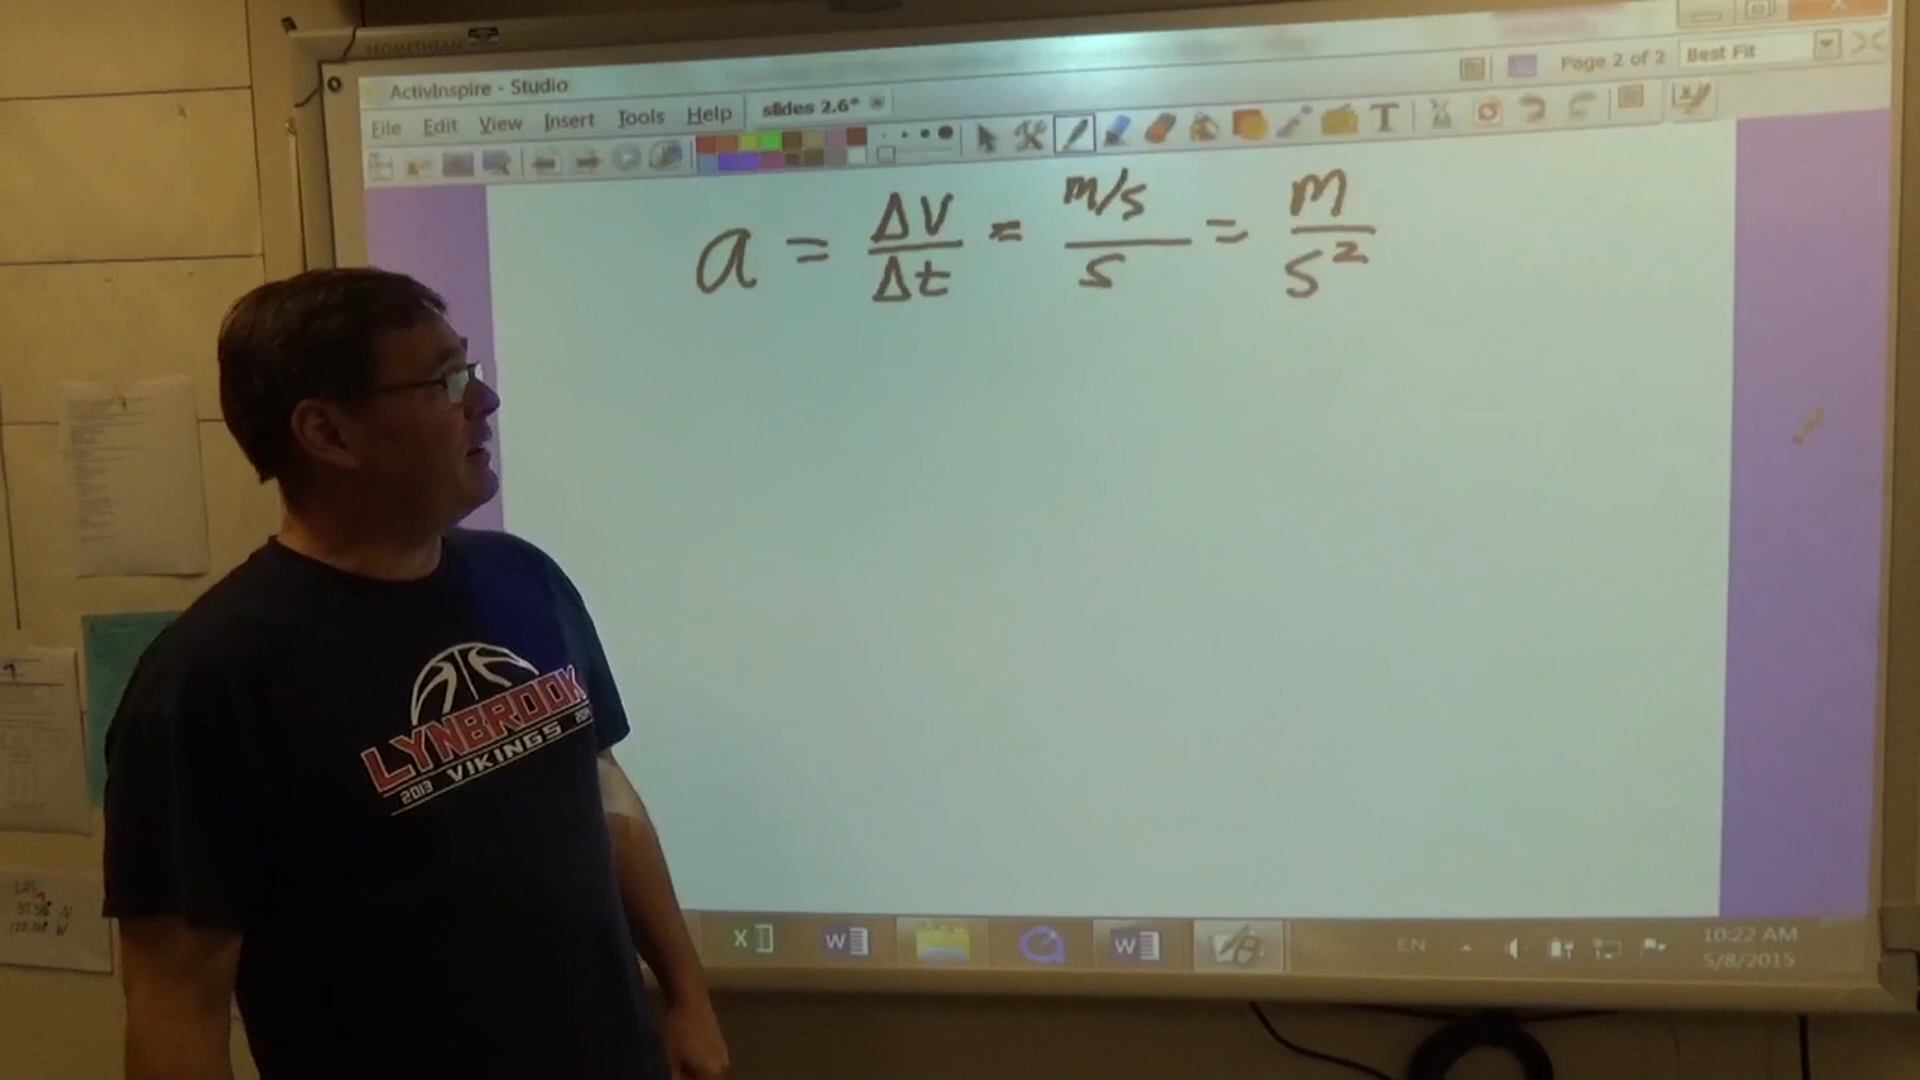 PROMETHEAN
ActivInspire - Studio
File Edit View Insert Tools Help slides 2.6*
Page 2 of 2 Best Fit
a = ΔV/Δt = m/s/s = m/s²
LYNBROOK
VIKINGS
2013
EN
10:22 AM
5/8/2015